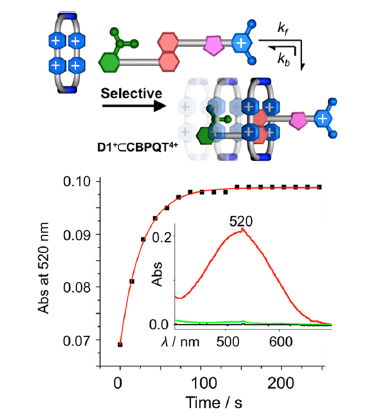 k_f
k_b
Selective
D1⁺⊂CBPQT⁴⁺
+ +
+ +
+
+ +
+ +
+
0.10
0.09
0.08
0.07
Abs at 520 nm
520
0.2
Abs
0.0
λ / nm 500 600
0 100 200
Time / s